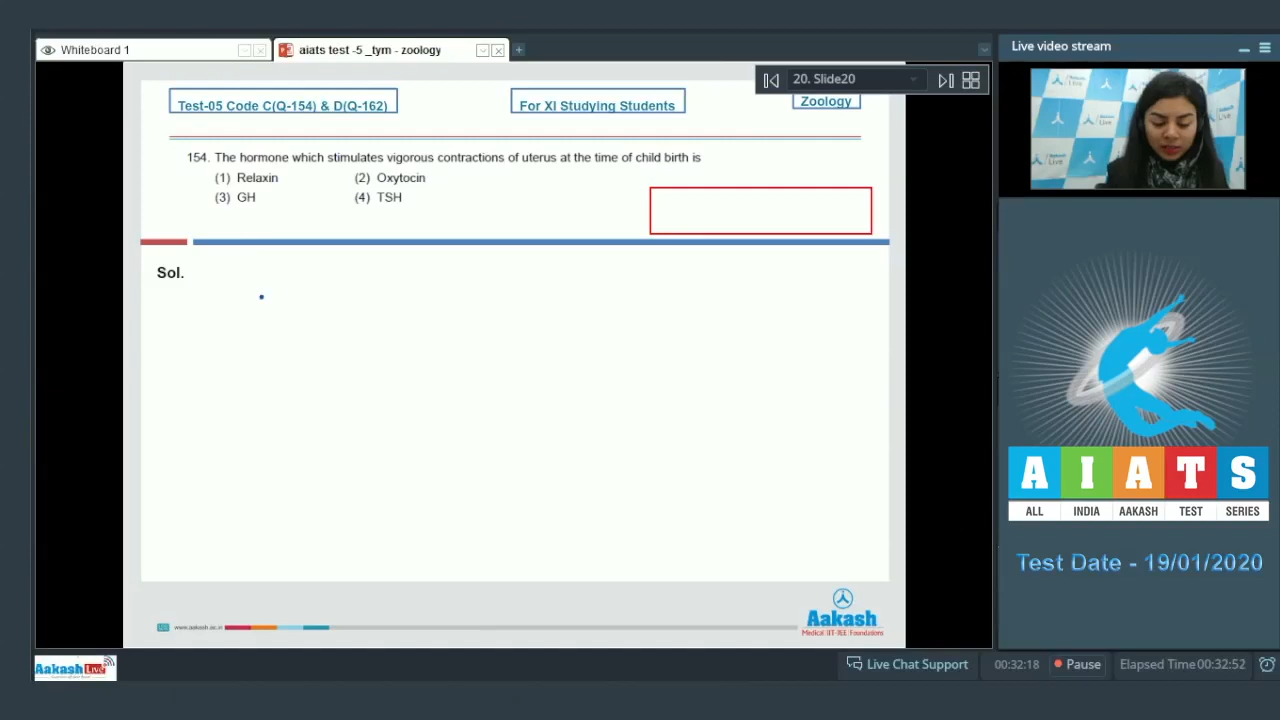 Whiteboard 1
aiats test -5 _tym - zoology
Live video stream
20. Slide20
Test-05 Code C(Q-154) & D(Q-162)
For XI Studying Students
Zoology
154. The hormone which stimulates vigorous contractions of uterus at the time of child birth is
(1) Relaxin (2) Oxytocin
(3) GH (4) TSH
Sol.
A I A T S
ALL INDIA AAKASH TEST SERIES
Test Date - 19/01/2020
www.aakash.ac.in
Aakash
Medical|IIT-JEE|Foundations
Aakash Live
Live Chat Support
00:32:18
Pause
Elapsed Time 00:32:52